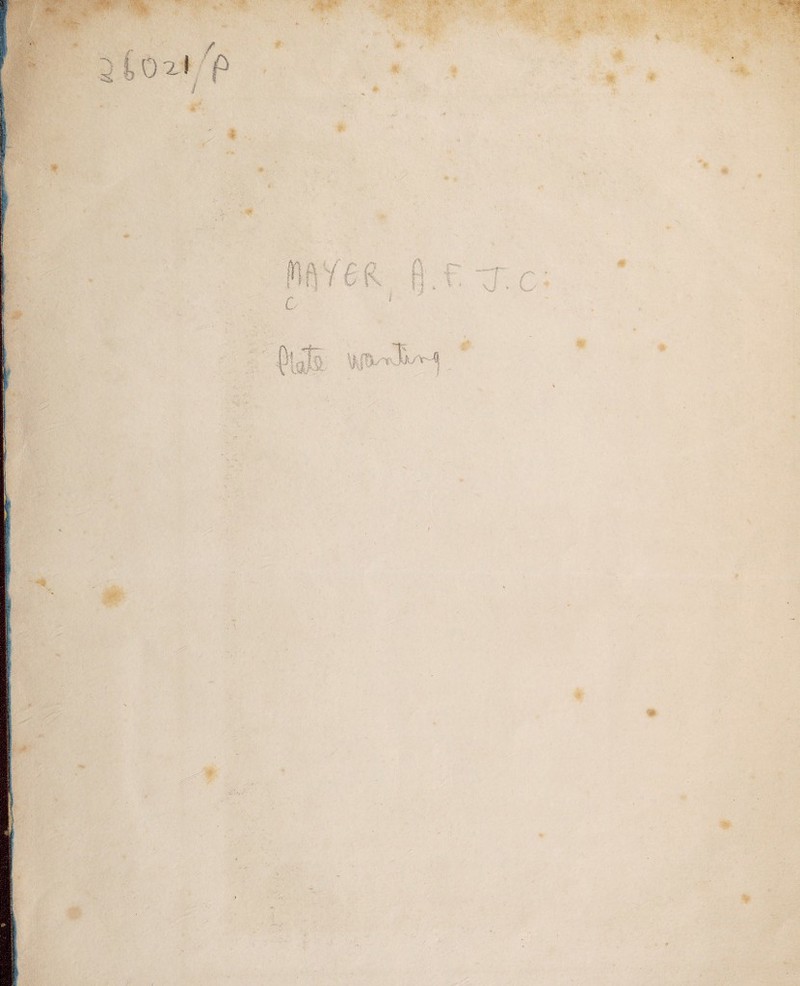 36021/P
MAYER, A. F. J. C.
C
Plate wanting